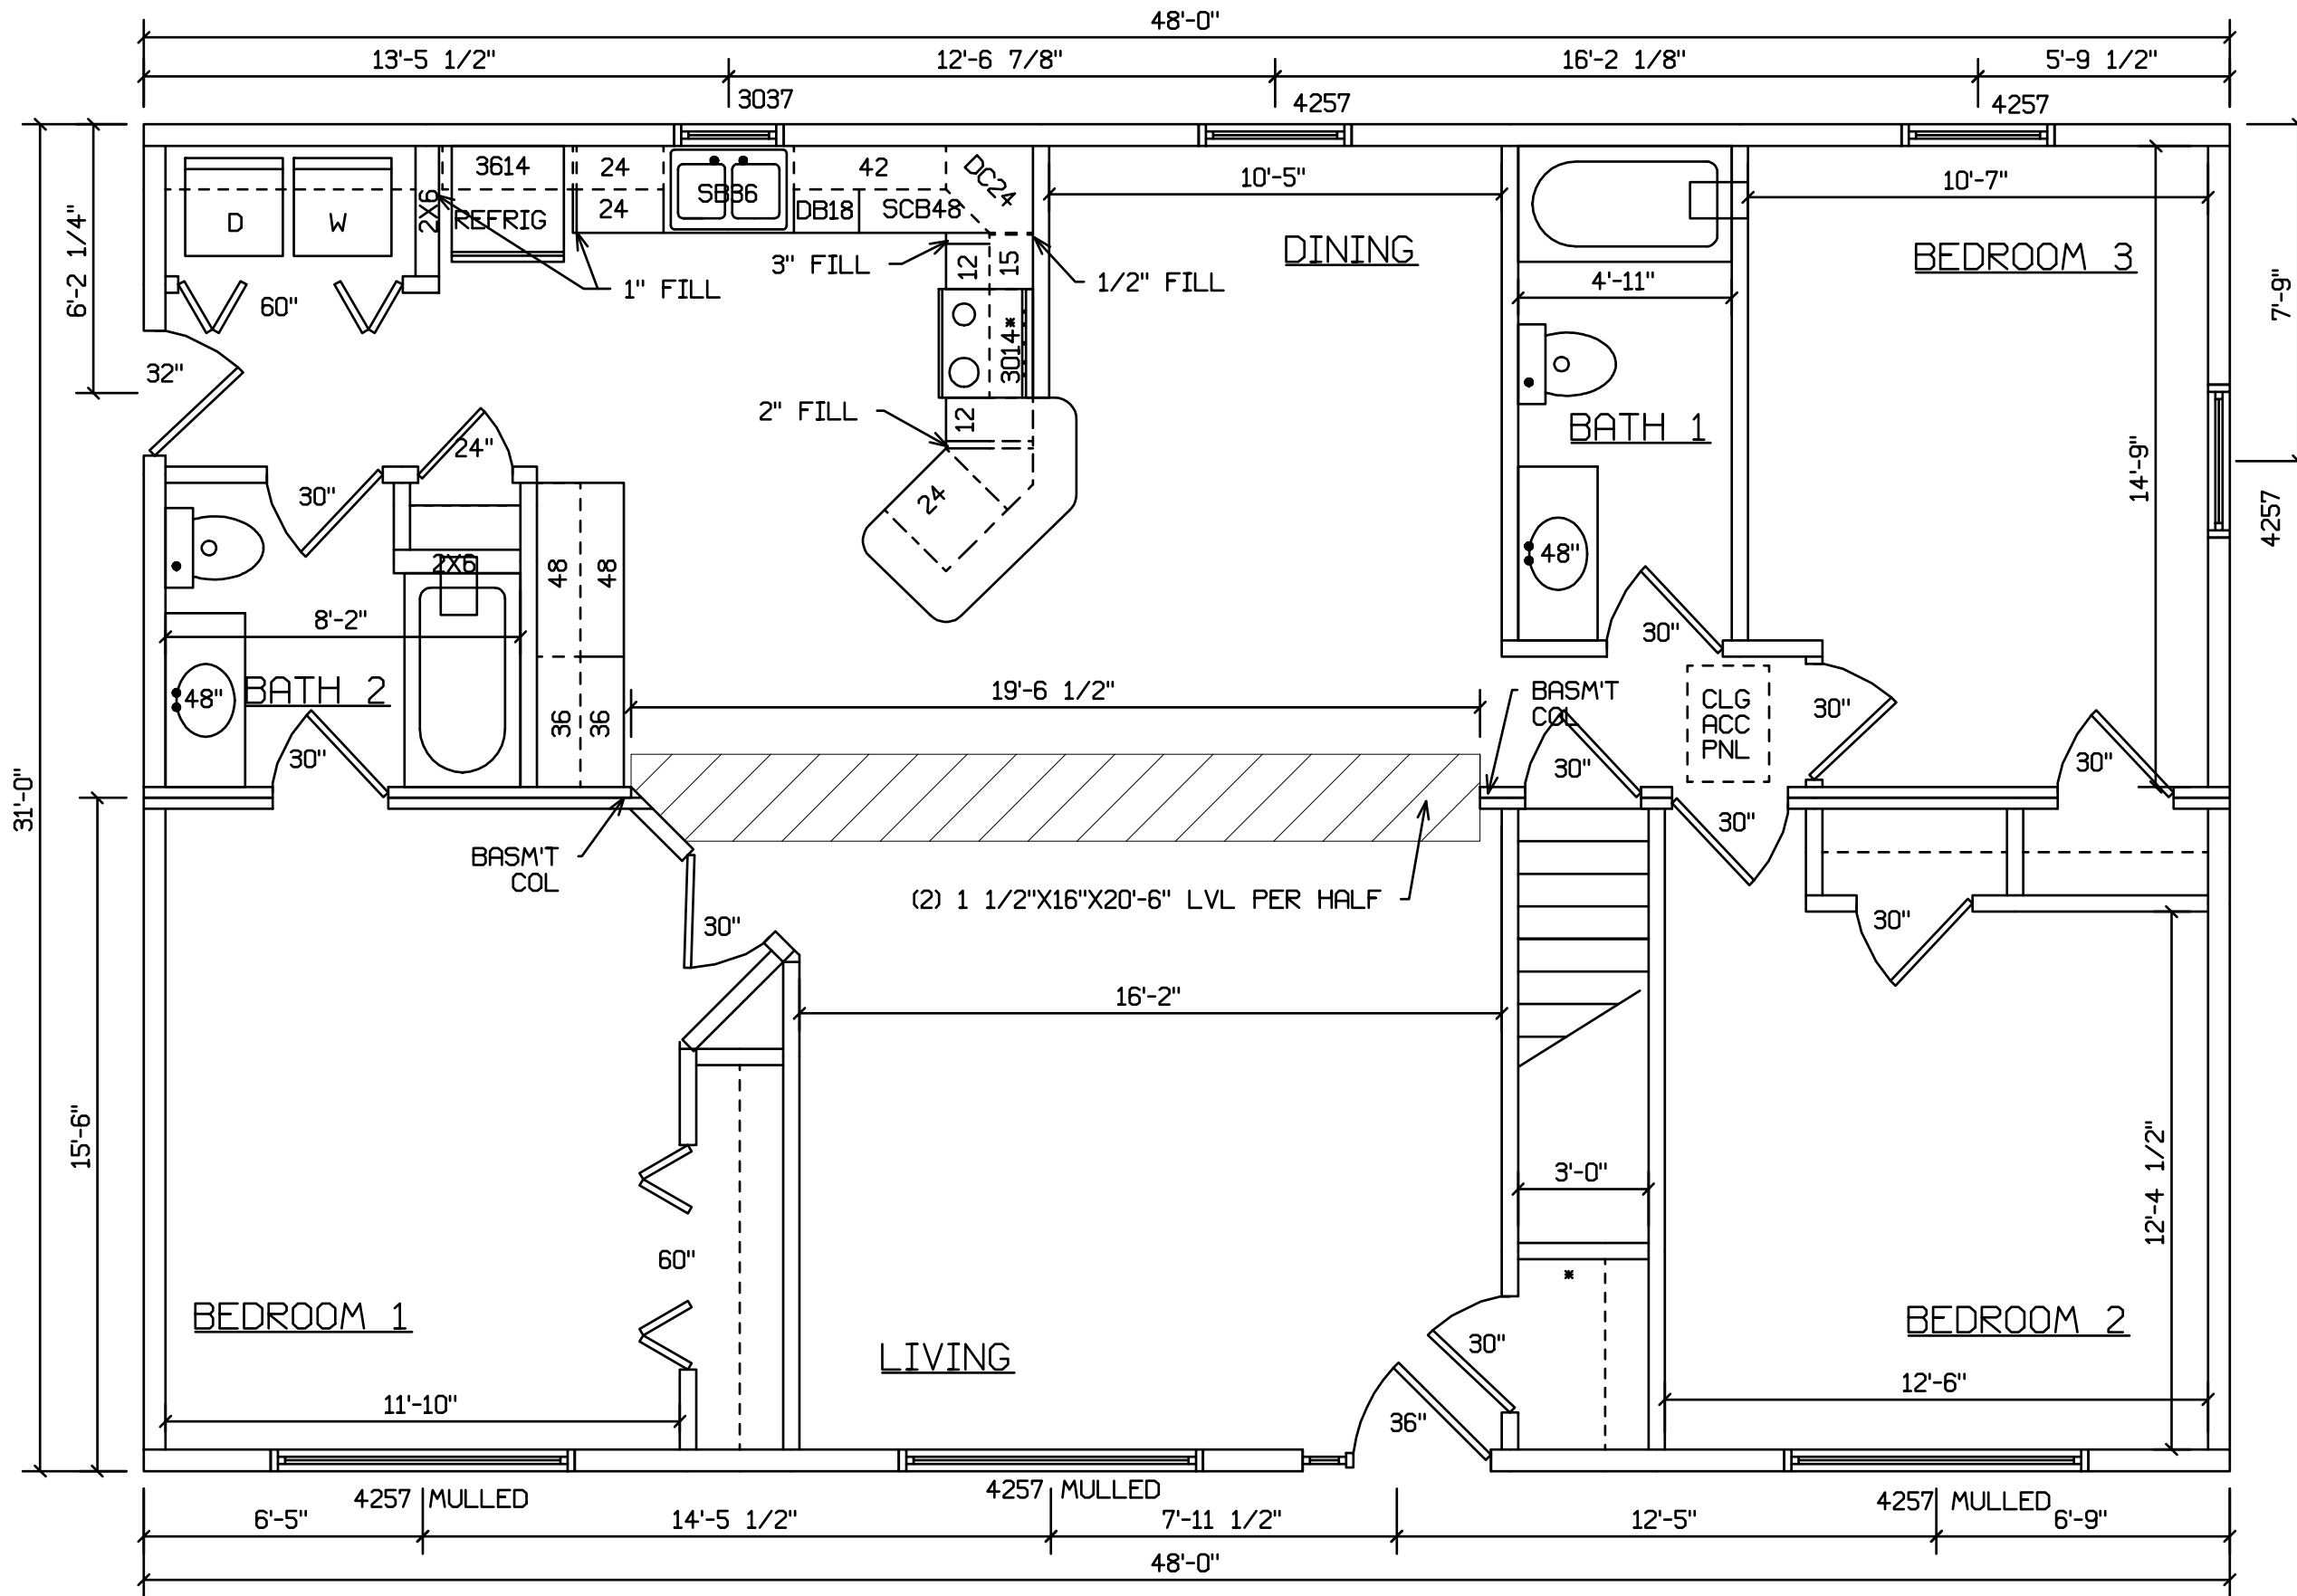 48'-0"
13'-5 1/2"
12'-6 7/8"
16'-2 1/8"
5'-9 1/2"
3037
4257
4257
3614
24
42
DC24
24
SB36
DB18
SCB48
D
W
2X6
REFRIG
10'-5"
10'-7"
6'-2 1/4"
7'-9"
DINING
BEDROOM 3
3" FILL
12
15
1" FILL
1/2" FILL
4'-11"
60"
3014*
32"
2" FILL
12
BATH 1
24"
30"
24
14'-9"
4257
48"
2X6
48
48
8'-2"
30"
BATH 2
48"
19'-6 1/2"
BASM'T
COL
CLG
ACC
PNL
30"
36
36
30"
30"
30"
31'-0"
30"
BASM'T
COL
(2) 1 1/2"X16"X20'-6" LVL PER HALF
30"
30"
16'-2"
15'-6"
3'-0"
12'-4 1/2"
60"
*
BEDROOM 1
LIVING
30"
BEDROOM 2
11'-10"
36"
12'-6"
4257 MULLED
4257 MULLED
4257 MULLED
6'-5"
14'-5 1/2"
7'-11 1/2"
12'-5"
6'-9"
48'-0"